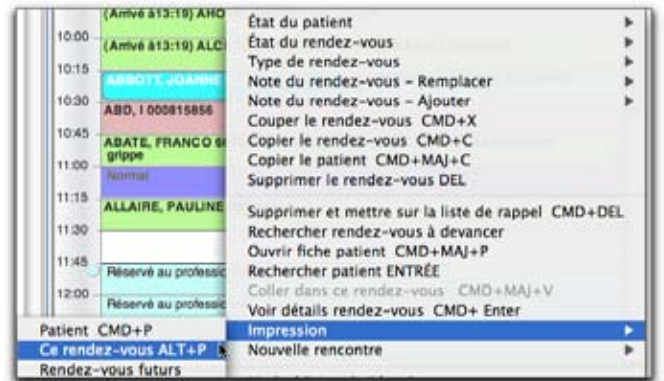 (Arrivé à13:19) AHO
10:00
(Arrivé à13:19) ALC
10:15
ABBOTT, JOANNE
10:30
ABD, I 000815856
10:45
ABATE, FRANCO 6
grippe
11:00
Normal
11:15
ALLAIRE, PAULINE
11:30
11:45
Réservé au professio
12:00
Réservé au professio
État du patient
État du rendez-vous
Type de rendez-vous
Note du rendez-vous – Remplacer
Note du rendez-vous – Ajouter
Couper le rendez-vous CMD+X
Copier le rendez-vous CMD+C
Copier le patient CMD+MAJ+C
Supprimer le rendez-vous DEL
Supprimer et mettre sur la liste de rappel CMD+DEL
Rechercher rendez-vous à devancer
Ouvrir fiche patient CMD+MAJ+P
Rechercher patient ENTRÉE
Coller dans ce rendez-vous CMD+MAJ+V
Voir détails rendez-vous CMD+ Enter
Impression
Nouvelle rencontre
Patient CMD+P
Ce rendez-vous ALT+P
Rendez-vous futurs